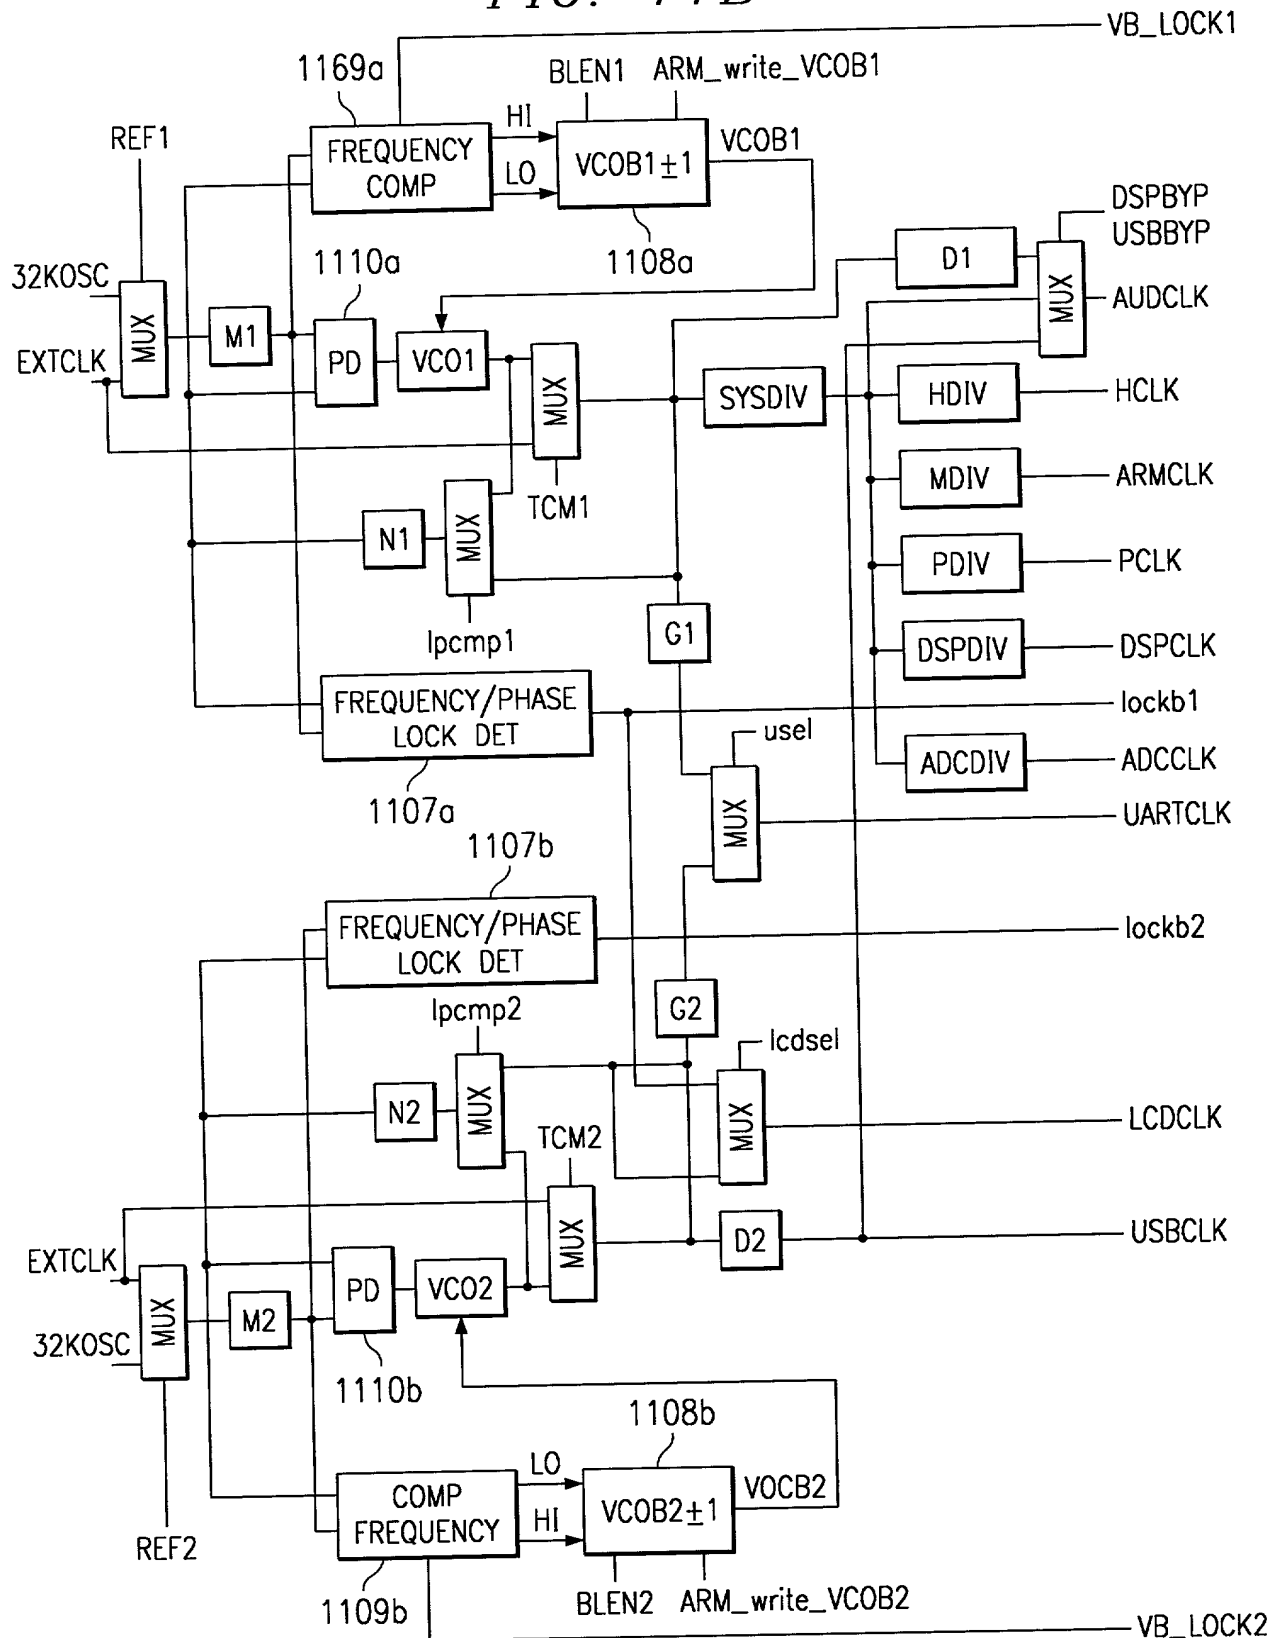 VB_LOCK1
1169a
BLEN1
ARM_write_VCOB1
REF1
FREQUENCY
COMP
HI
LO
VCOB1±1
VCOB1
DSPBYP
USBBYP
1110a
1108a
D1
MUX
AUDCLK
32KOSC
EXTCLK
MUX
M1
PD
VCO1
MUX
TCM1
SYSDIV
HDIV
HCLK
MDIV
ARMCLK
N1
MUX
lpcmp1
PDIV
PCLK
G1
DSPDIV
DSPCLK
FREQUENCY/PHASE
LOCK DET
lockb1
usel
ADCDIV
ADCCLK
1107a
MUX
UARTCLK
1107b
FREQUENCY/PHASE
LOCK DET
lockb2
lpcmp2
G2
lcdsel
N2
MUX
MUX
LCDCLK
TCM2
MUX
D2
USBCLK
EXTCLK
32KOSC
MUX
M2
PD
VCO2
1110b
1108b
COMP
FREQUENCY
LO
HI
VCOB2±1
VOCB2
REF2
1109b
BLEN2
ARM_write_VCOB2
VB_LOCK2